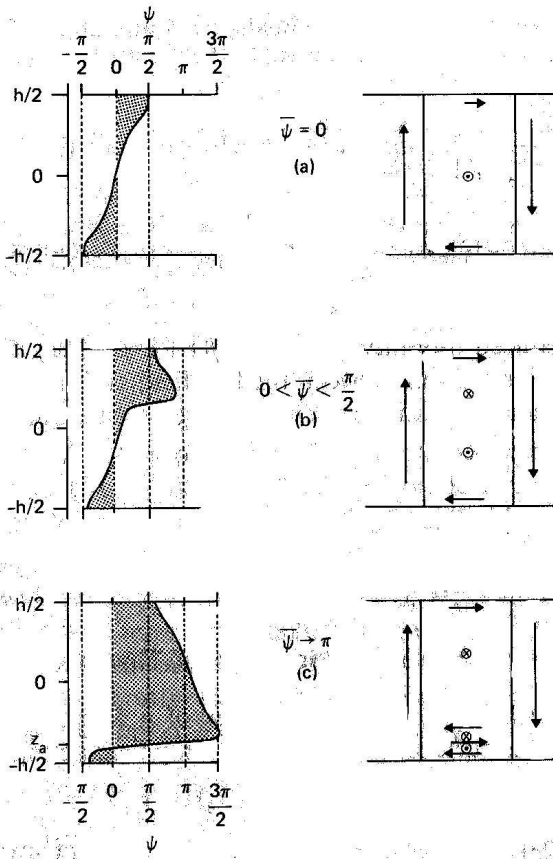 ψ
-π/2 0 π/2 π 3π/2
h/2
0
-h/2
ψ̅ = 0
(a)
h/2
0
-h/2
0 < ψ̅ < π/2
(b)
h/2
0
z_a
-h/2
ψ̅ → π
(c)
-π/2 0 π/2 π 3π/2
ψ